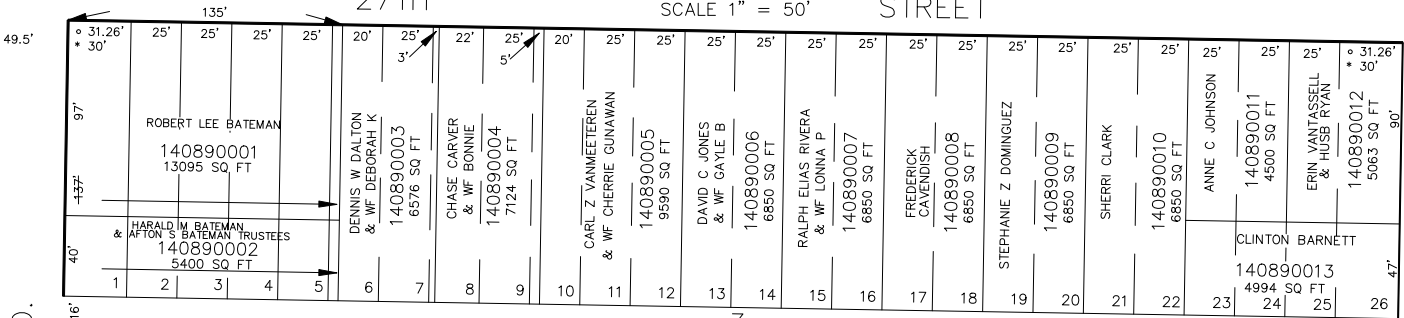 27TH
SCALE 1" = 50' STREET
135'
49.5'
° 31.26'
* 30'
25' 25' 25' 25' 20' 25' 22' 25' 20' 25' 25' 25' 25' 25' 25' 25' 25' 25' 25' 25' 25' 25' 25' 25' 25'
° 31.26'
* 30'
3'
5'
97'
137'
ROBERT LEE BATEMAN
140890001
13095 SQ FT
40'
HARALD M BATEMAN
& AFTON S BATEMAN TRUSTEES
140890002
5400 SQ FT
DENNIS W DALTON
& WF DEBORAH K
140890003
6576 SQ FT
CHASE CARVER
& WF BONNIE
140890004
7124 SQ FT
CARL Z VANMEETEREN
& WF CHERRIE GUNAWAN
140890005
9590 SQ FT
DAVID C JONES
& WF GAYLE B
140890006
6850 SQ FT
RALPH ELIAS RIVERA
& WF LONNA P
140890007
6850 SQ FT
FREDERICK
CAVENDISH
140890008
6850 SQ FT
STEPHANIE Z DOMINGUEZ
140890009
6850 SQ FT
SHERRI CLARK
140890010
6850 SQ FT
ANNE C JOHNSON
140890011
4500 SQ FT
ERIN VANTASSELL
& HUSB RYAN
140890012
5063 SQ FT
90'
CLINTON BARNETT
140890013
4994 SQ FT
47'
1 2 3 4 5 6 7 8 9 10 11 12 13 14 15 16 17 18 19 20 21 22 23 24 25 26
16'